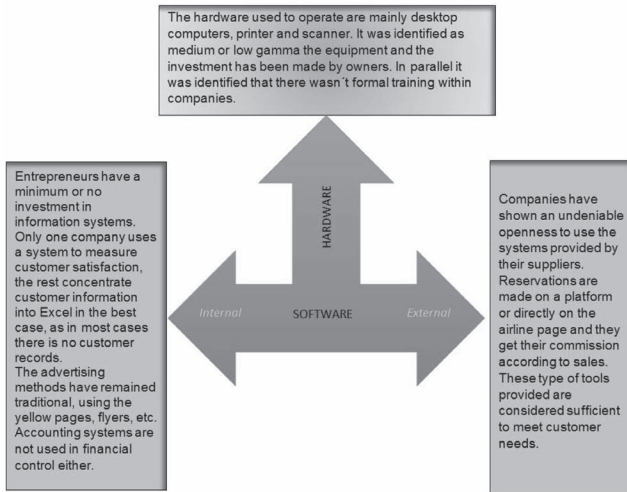 The hardware used to operate are mainly desktop
computers, printer and scanner. It was identified as
medium or low gamma the equipment and the
investment has been made by owners. In parallel it
was identified that there wasn´t formal training within
companies.
Entrepreneurs have a
minimum or no
investment in
information systems.
Only one company uses
a system to measure
customer satisfaction,
the rest concentrate
customer information
into Excel in the best
case, as in most cases
there is no customer
records.
The advertising
methods have remained
traditional, using the
yellow pages, flyers, etc.
Accounting systems are
not used in financial
control either.
HARDWARE
Internal
SOFTWARE
External
Companies have
shown an undeniable
openness to use the
systems provided by
their suppliers.
Reservations are
made on a platform
or directly on the
airline page and they
get their commission
according to sales.
These type of tools
provided are
considered sufficient
to meet customer
needs.